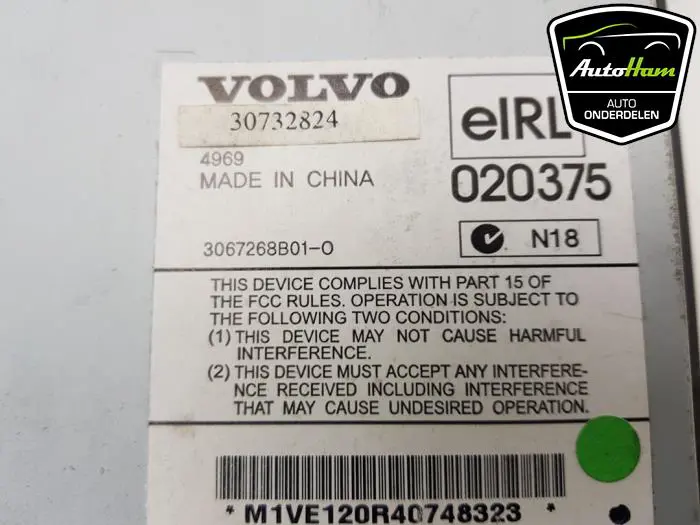 AutoHam
AUTO
ONDERDELEN
VOLVO
30732824
4969
MADE IN CHINA
3067268B01-O
eIRL
020375
N18
THIS DEVICE COMPLIES WITH PART 15 OF
THE FCC RULES. OPERATION IS SUBJECT TO
THE FOLLOWING TWO CONDITIONS:
(1) THIS DEVICE MAY NOT CAUSE HARMFUL
INTERFERENCE.
(2) THIS DEVICE MUST ACCEPT ANY INTERFERE-
NCE RECEIVED INCLUDING INTERFERENCE
THAT MAY CAUSE UNDESIRED OPERATION.
* M1VE120R40748323 *